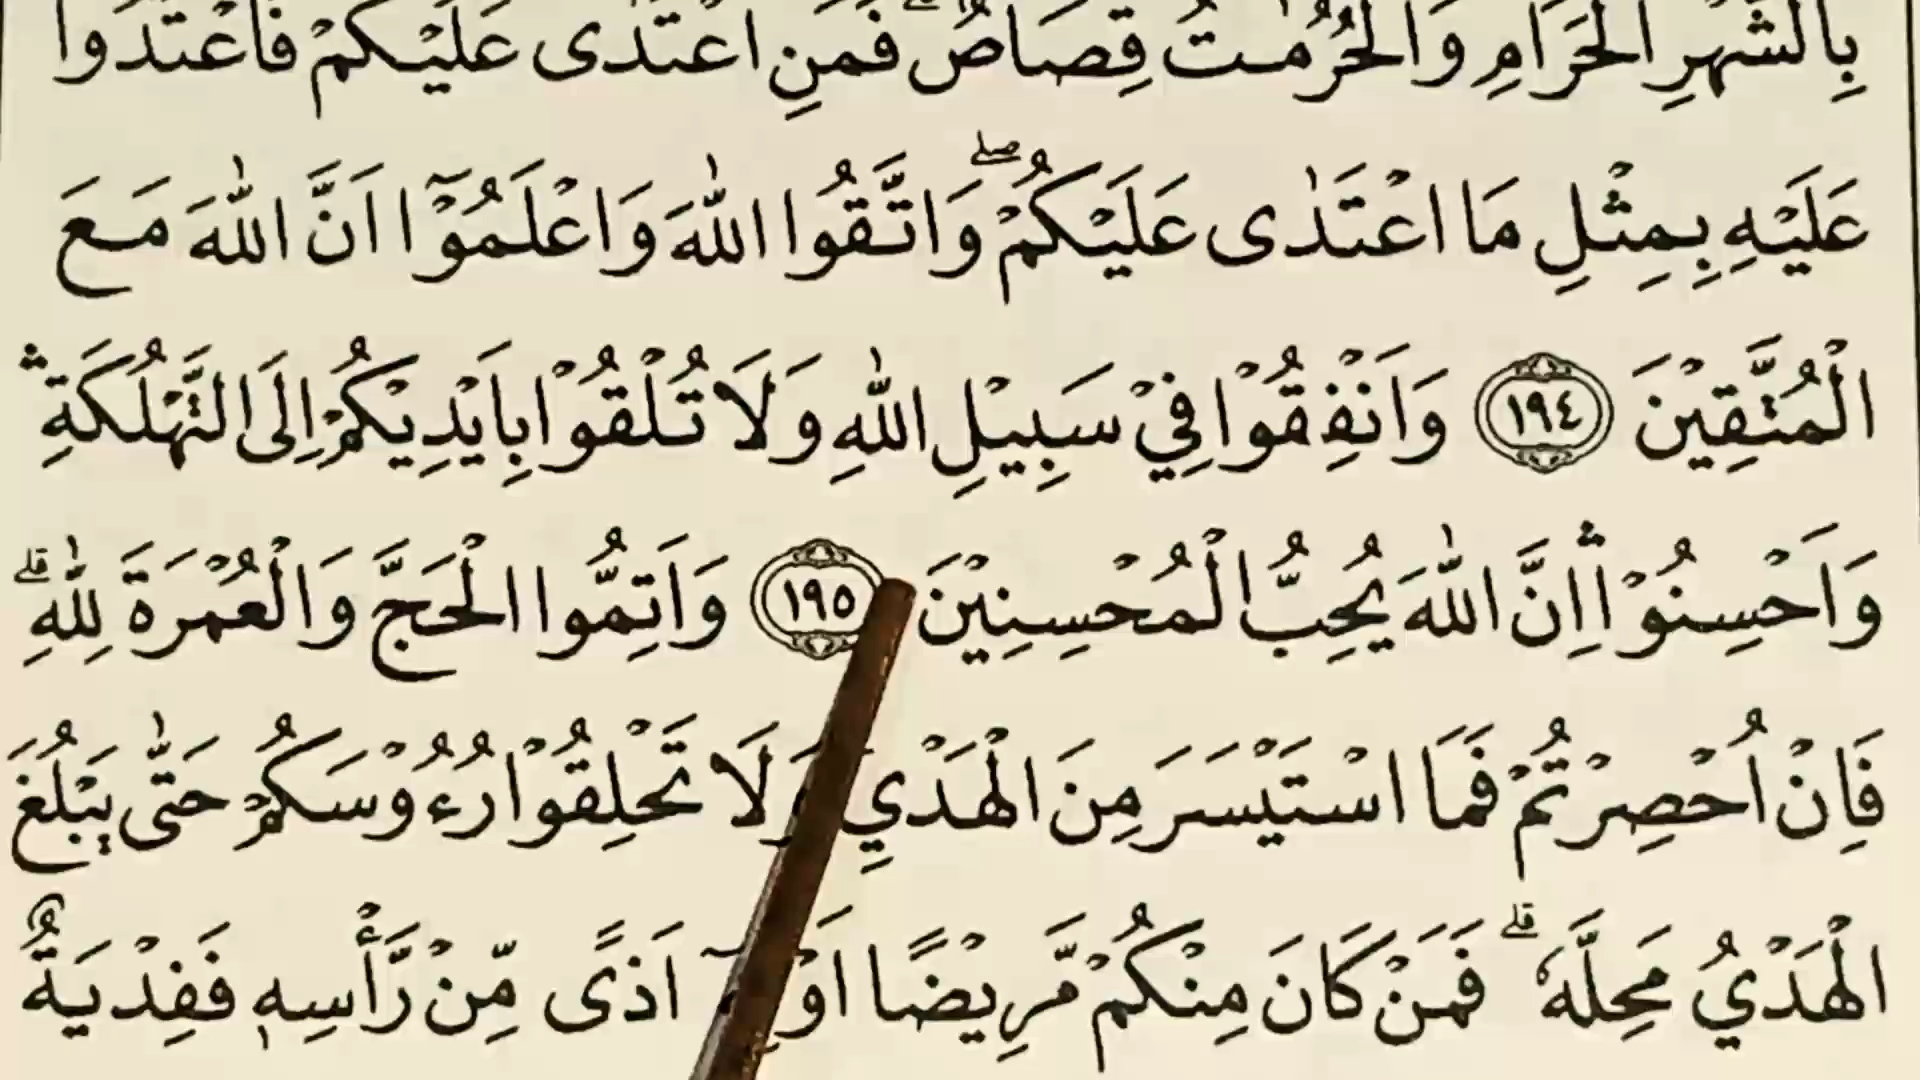 بِالشَّهْرِ الْحَرَامِ وَالْحُرُمٰتُ قِصَاصٌ ۗ فَمَنِ اعْتَدٰى عَلَيْكُمْ فَاعْتَدُوْا
عَلَيْهِ بِمِثْلِ مَا اعْتَدٰى عَلَيْكُمْ ۖ وَاتَّقُوا اللّٰهَ وَاعْلَمُوْٓا اَنَّ اللّٰهَ مَعَ
الْمُتَّقِيْنَ ١٩٤ وَاَنْفِقُوْا فِيْ سَبِيْلِ اللّٰهِ وَلَا تُلْقُوْا بِاَيْدِيْكُمْ اِلَى التَّهْلُكَةِ ۛ
وَاَحْسِنُوْا ۛ اِنَّ اللّٰهَ يُحِبُّ الْمُحْسِنِيْنَ ١٩٥ وَاَتِمُّوا الْحَجَّ وَالْعُمْرَةَ لِلّٰهِ ۗ
فَاِنْ اُحْصِرْتُمْ فَمَا اسْتَيْسَرَ مِنَ الْهَدْيِ وَلَا تَحْلِقُوْا رُءُوْسَكُمْ حَتّٰى يَبْلُغَ
الْهَدْيُ مَحِلَّهٗ ۗ فَمَنْ كَانَ مِنْكُمْ مَّرِيْضًا اَوْ اَذًى مِّنْ رَّأْسِهٖ فَفِدْيَةٌ